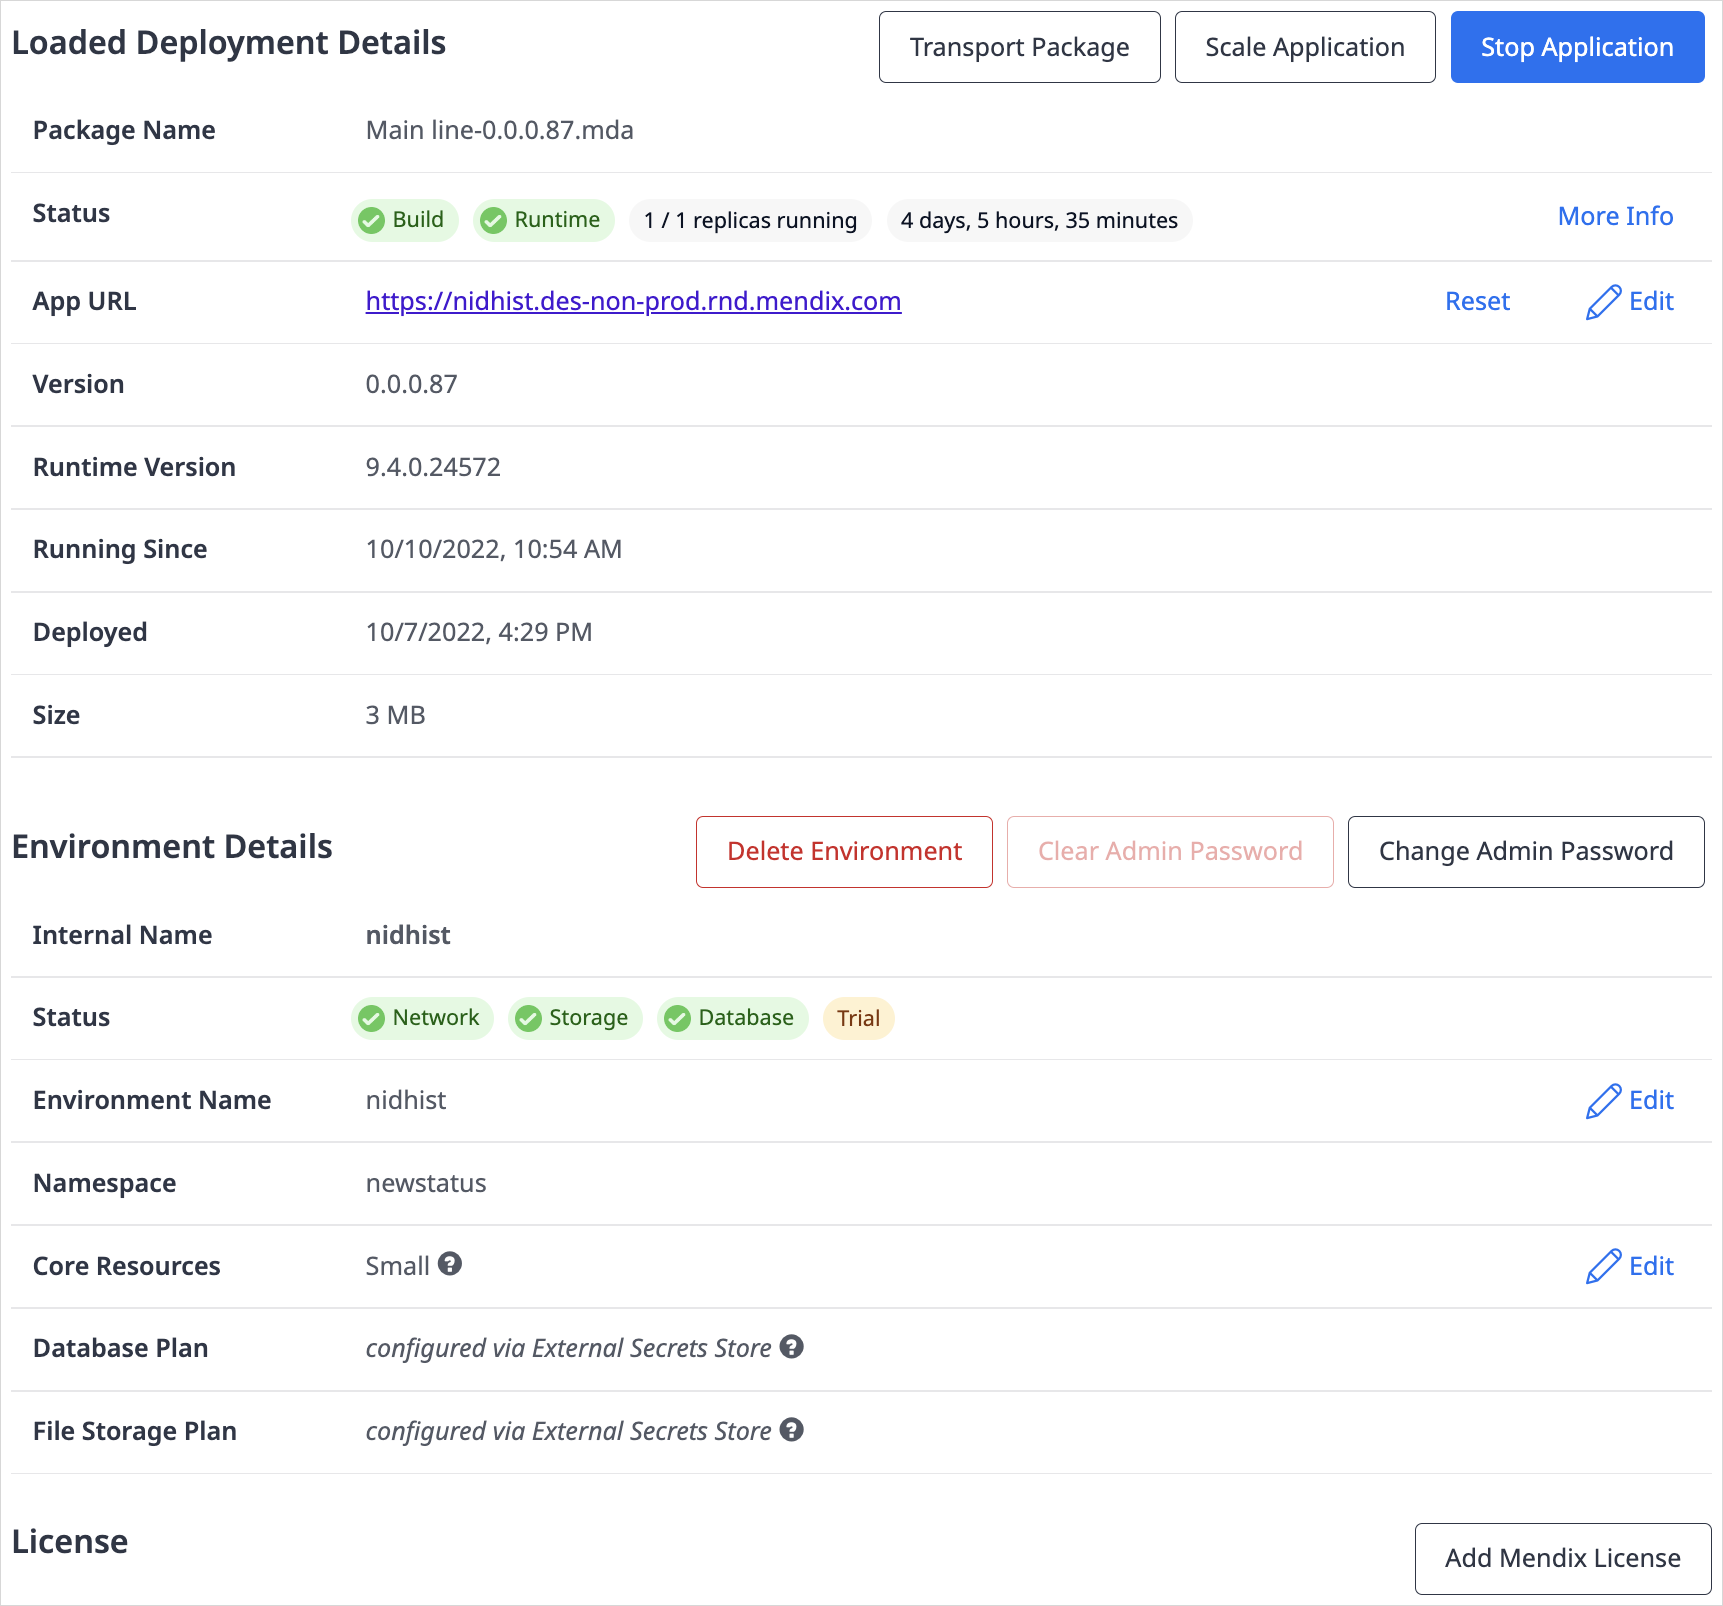 Loaded Deployment Details Transport Package Scale Application Stop Application
Package Name Main line-0.0.0.87.mda
Status Build Runtime 1 / 1 replicas running 4 days, 5 hours, 35 minutes More Info
App URL https://nidhist.des-non-prod.rnd.mendix.com Reset Edit
Version 0.0.0.87
Runtime Version 9.4.0.24572
Running Since 10/10/2022, 10:54 AM
Deployed 10/7/2022, 4:29 PM
Size 3 MB
Environment Details Delete Environment Clear Admin Password Change Admin Password
Internal Name nidhist
Status Network Storage Database Trial
Environment Name nidhist Edit
Namespace newstatus
Core Resources Small ? Edit
Database Plan configured via External Secrets Store ?
File Storage Plan configured via External Secrets Store ?
License Add Mendix License